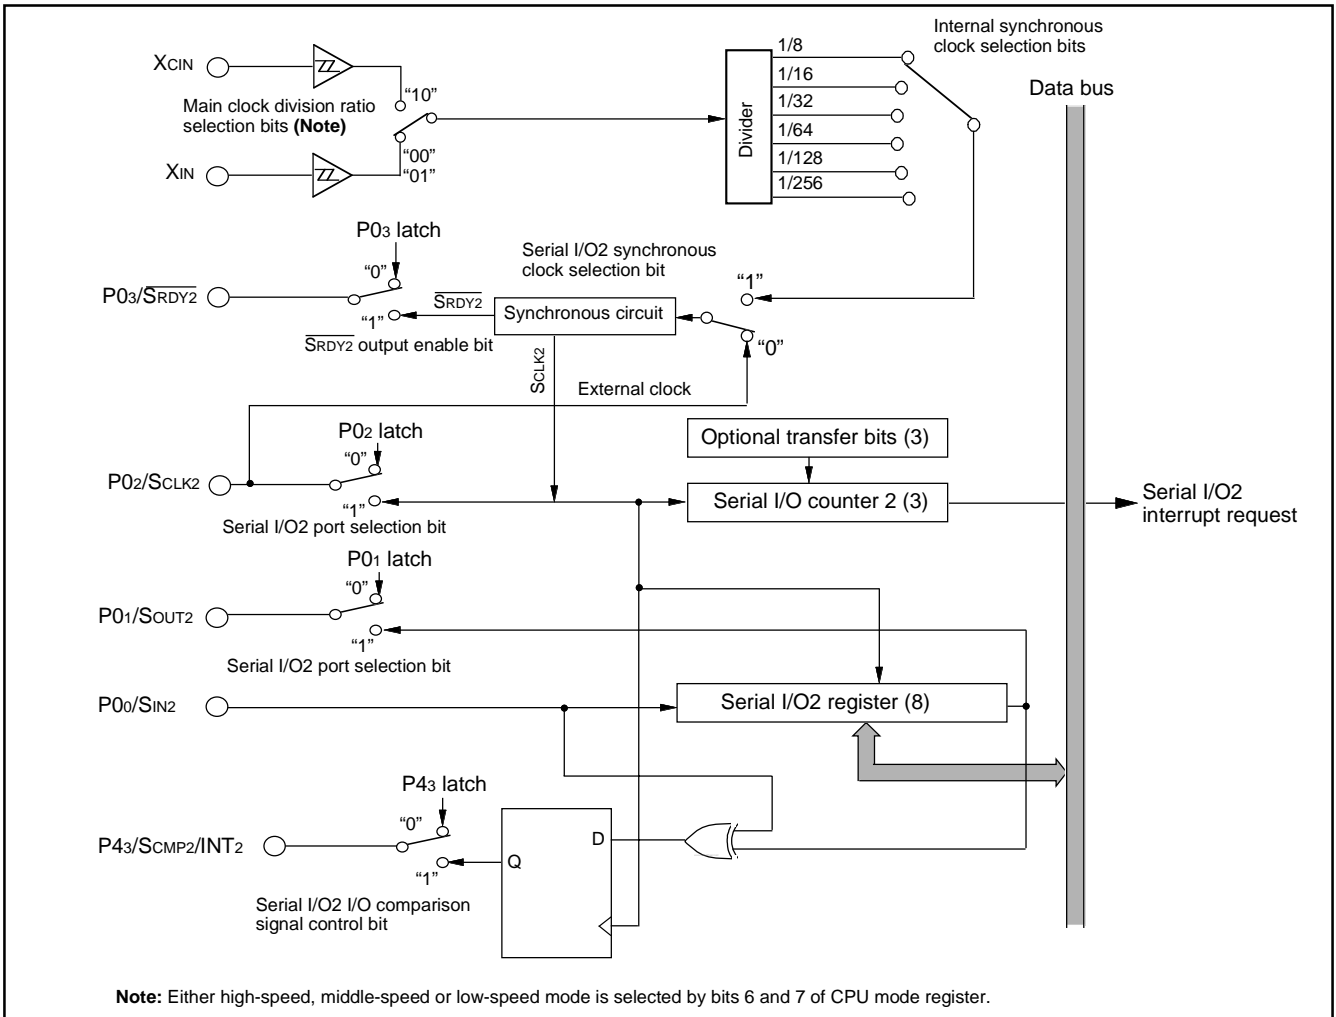 Internal synchronous
clock selection bits
XCIN
1/8
1/16
1/32
1/64
1/128
1/256
Divider
Data bus
"10"
Main clock division ratio
selection bits (Note)
"00"
"01"
XIN
P03 latch
"0"
Serial I/O2 synchronous
clock selection bit
"1"
P03/SRDY2
SRDY2
Synchronous circuit
"1"
SRDY2 output enable bit
"0"
SCLK2
External clock
P02 latch
"0"
Optional transfer bits (3)
P02/SCLK2
"1"
Serial I/O2 port selection bit
Serial I/O counter 2 (3)
Serial I/O2
interrupt request
P01 latch
"0"
P01/SOUT2
"1"
Serial I/O2 port selection bit
P00/SIN2
Serial I/O2 register (8)
P43 latch
"0"
P43/SCMP2/INT2
D
Q
"1"
Serial I/O2 I/O comparison
signal control bit
Note: Either high-speed, middle-speed or low-speed mode is selected by bits 6 and 7 of CPU mode register.